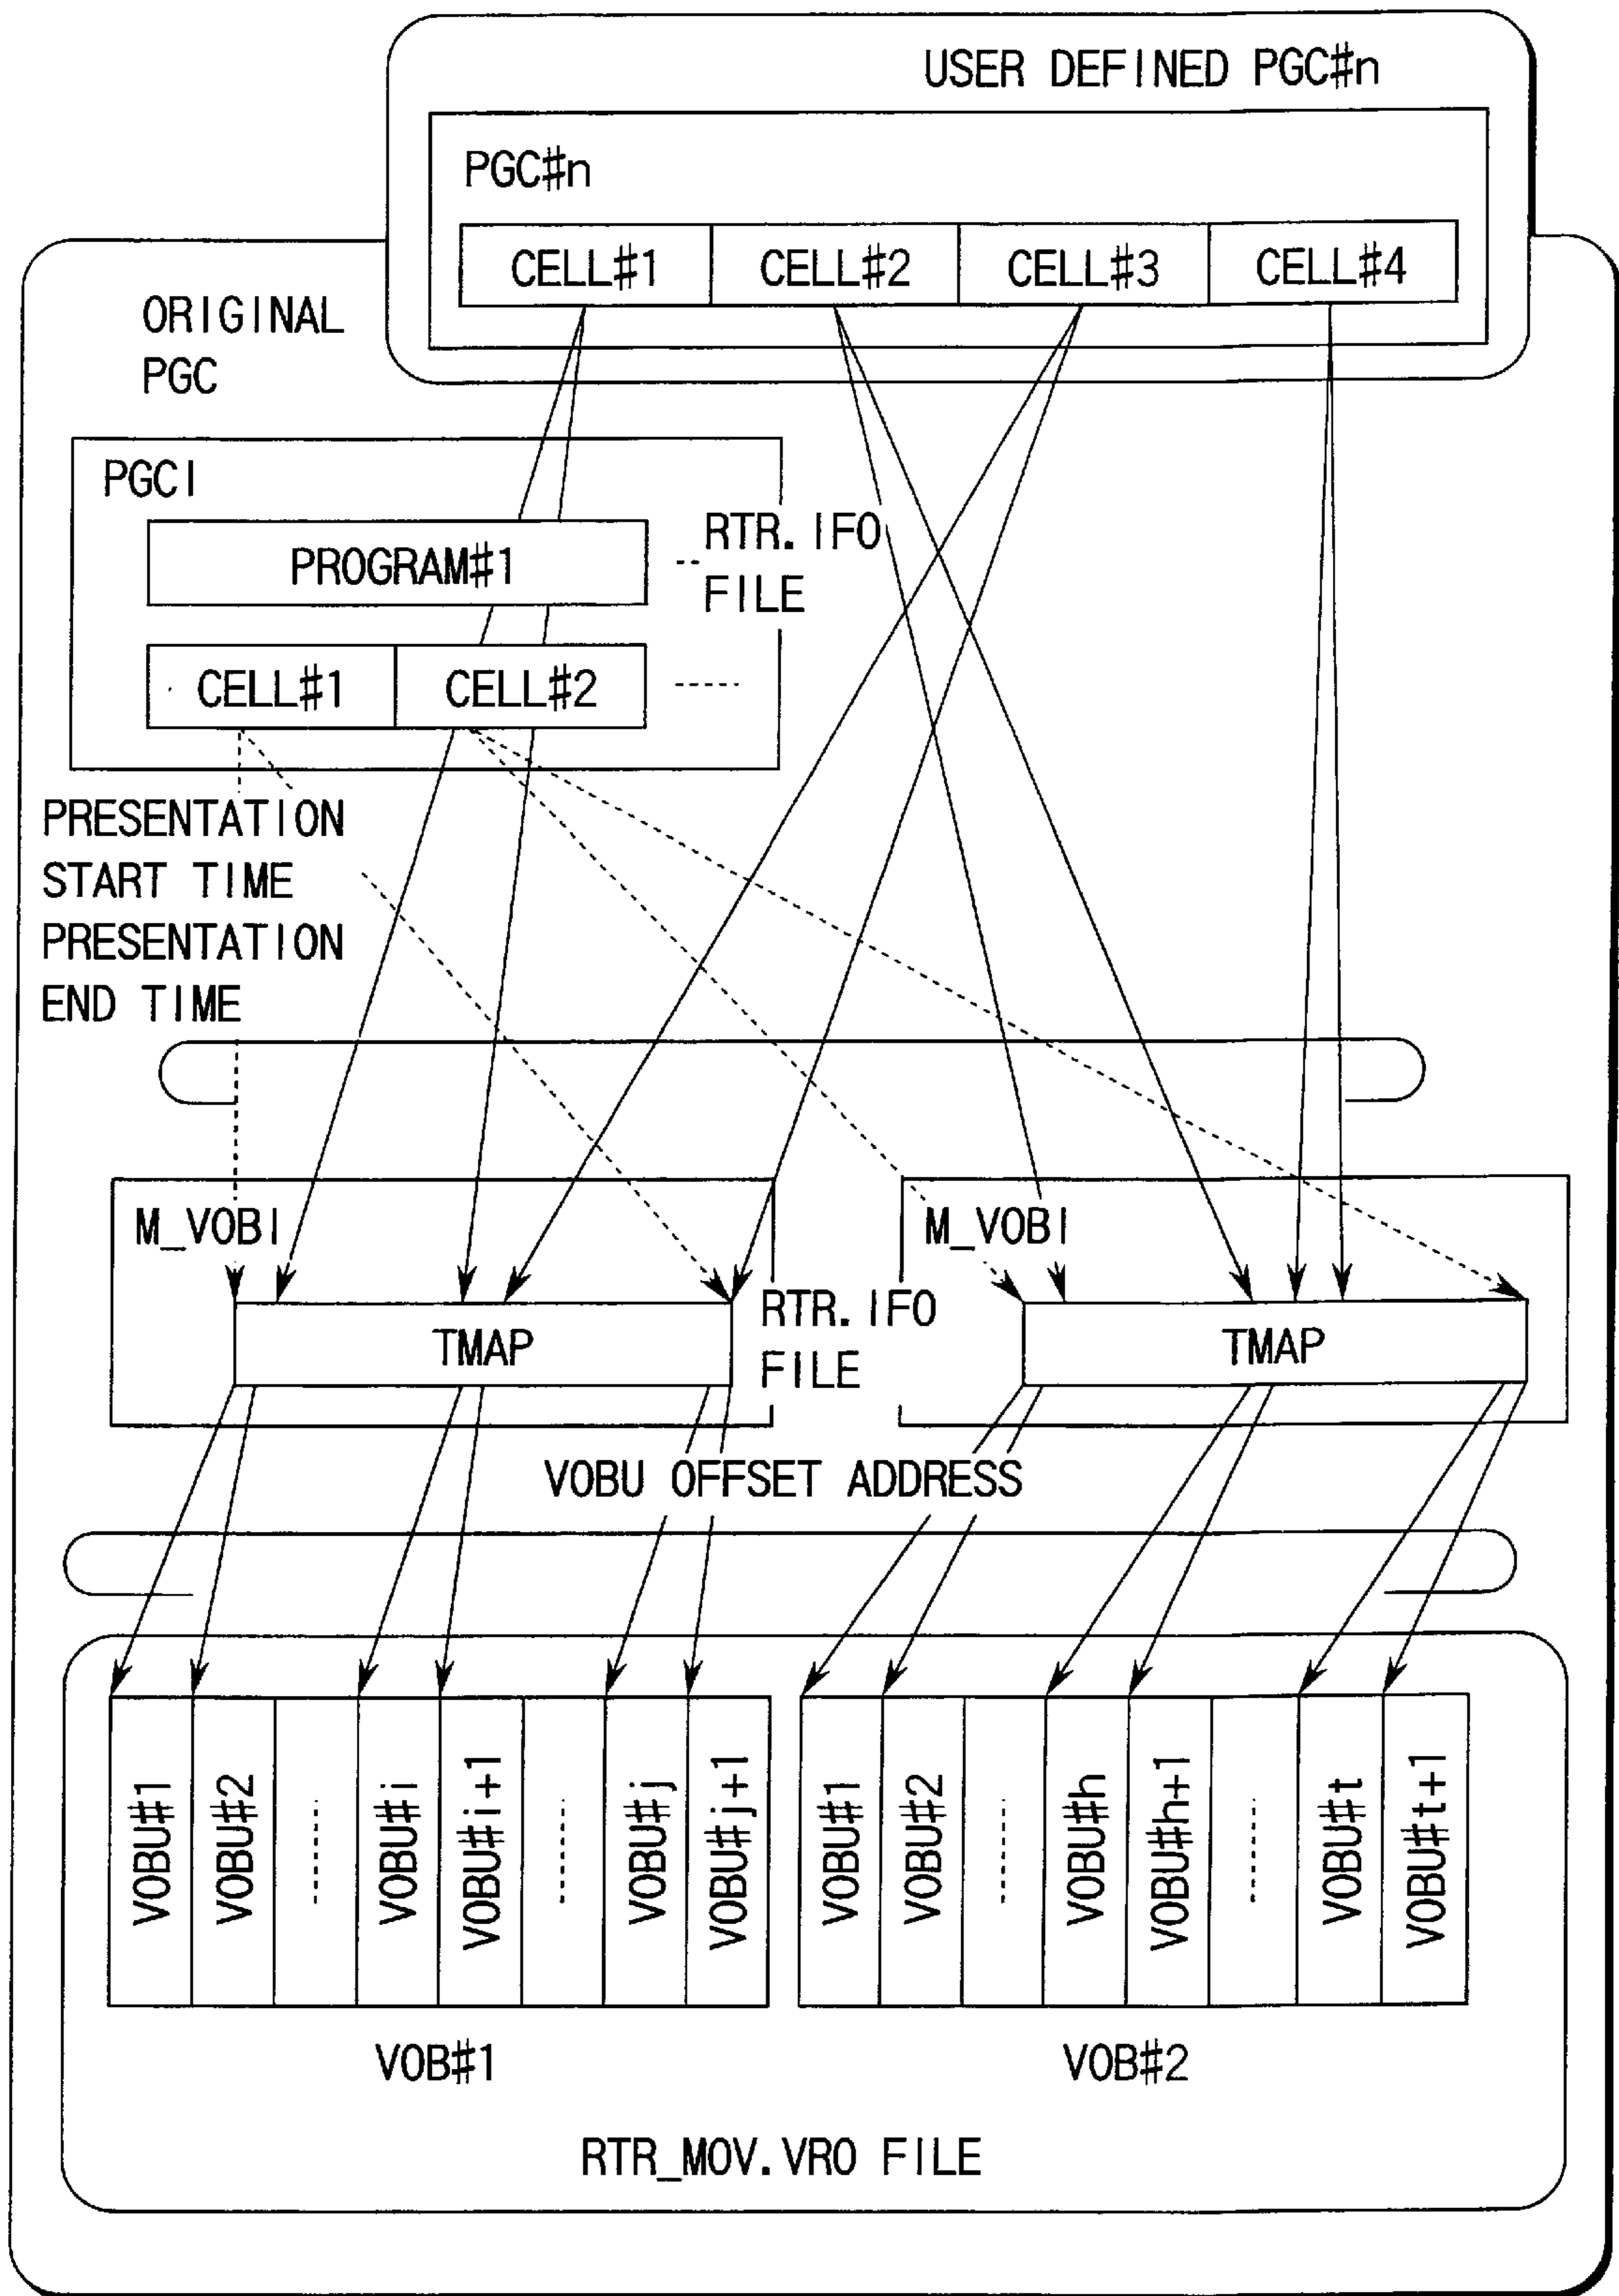 USER DEFINED PGC#n
PGC#n
CELL#1 CELL#2 CELL#3 CELL#4
ORIGINAL
PGC
PGCI
PROGRAM#1
RTR.IFO
FILE
CELL#1 CELL#2
PRESENTATION
START TIME
PRESENTATION
END TIME
M_VOBI
M_VOBI
TMAP
RTR.IFO
FILE
TMAP
VOBU OFFSET ADDRESS
VOBU#1
VOBU#2
VOBU#i
VOBU#i+1
VOBU#j
VOBU#j+1
VOBU#1
VOBU#2
VOBU#h
VOBU#h+1
VOBU#t
VOBU#t+1
VOB#1
VOB#2
RTR_MOV.VRO FILE